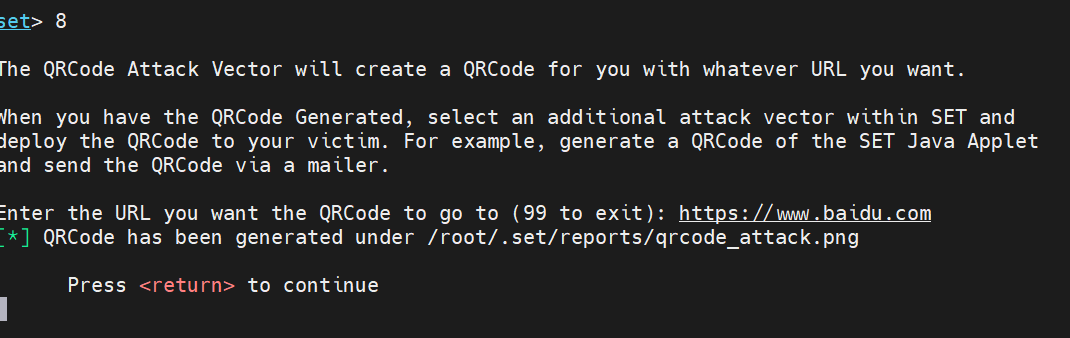 set> 8
The QRCode Attack Vector will create a QRCode for you with whatever URL you want.
When you have the QRCode Generated, select an additional attack vector within SET and
deploy the QRCode to your victim. For example, generate a QRCode of the SET Java Applet
and send the QRCode via a mailer.
Enter the URL you want the QRCode to go to (99 to exit): https://www.baidu.com
[*] QRCode has been generated under /root/.set/reports/qrcode_attack.png
Press <return> to continue